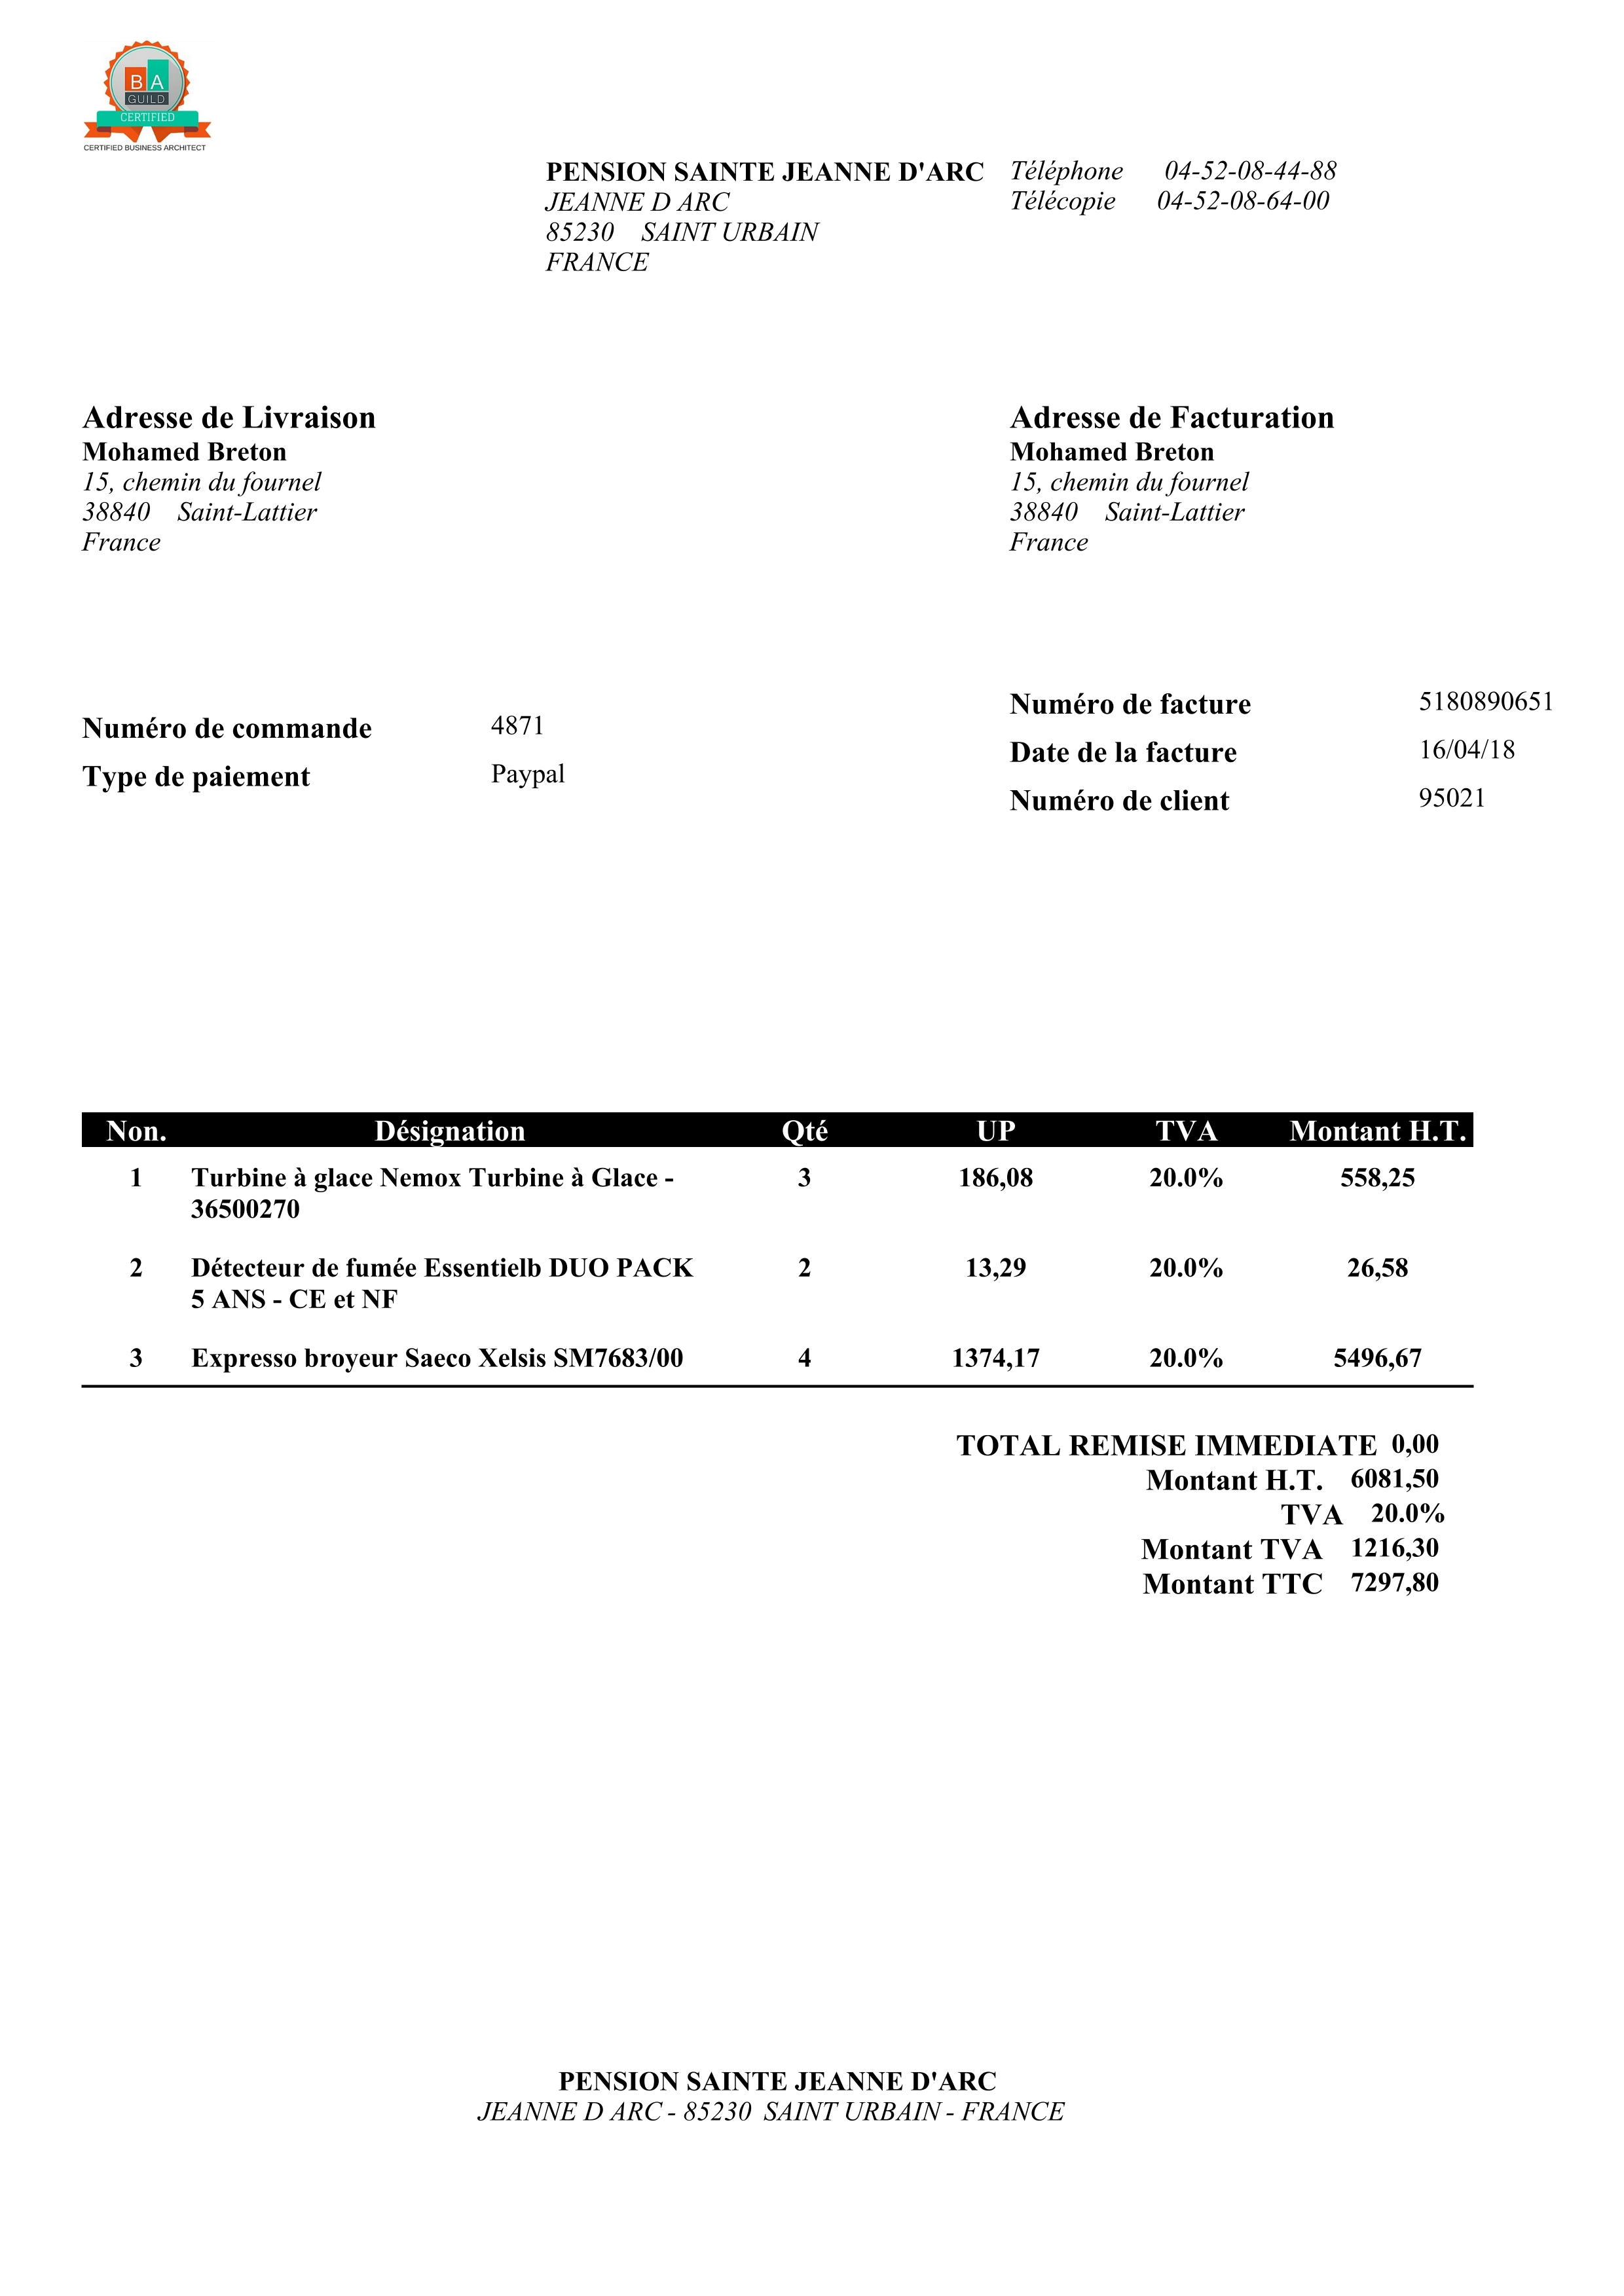 B A
GUILD
CERTIFIED
CERTIFIED BUSINESS ARCHITECT
PENSION SAINTE JEANNE D'ARC Téléphone 04-52-08-44-88
JEANNE D ARC Télécopie 04-52-08-64-00
85230 SAINT URBAIN
FRANCE
Adresse de Livraison
Mohamed Breton
15, chemin du fournel
38840 Saint-Lattier
France
Adresse de Facturation
Mohamed Breton
15, chemin du fournel
38840 Saint-Lattier
France
Numéro de commande 4871
Type de paiement Paypal
Numéro de facture 5180890651
Date de la facture 16/04/18
Numéro de client 95021
Non. Désignation Qté UP TVA Montant H.T.
1 Turbine à glace Nemox Turbine à Glace - 3 186,08 20.0% 558,25
36500270
2 Détecteur de fumée Essentielb DUO PACK 2 13,29 20.0% 26,58
5 ANS - CE et NF
3 Expresso broyeur Saeco Xelsis SM7683/00 4 1374,17 20.0% 5496,67
TOTAL REMISE IMMEDIATE 0,00
Montant H.T. 6081,50
TVA 20.0%
Montant TVA 1216,30
Montant TTC 7297,80
PENSION SAINTE JEANNE D'ARC
JEANNE D ARC - 85230 SAINT URBAIN - FRANCE